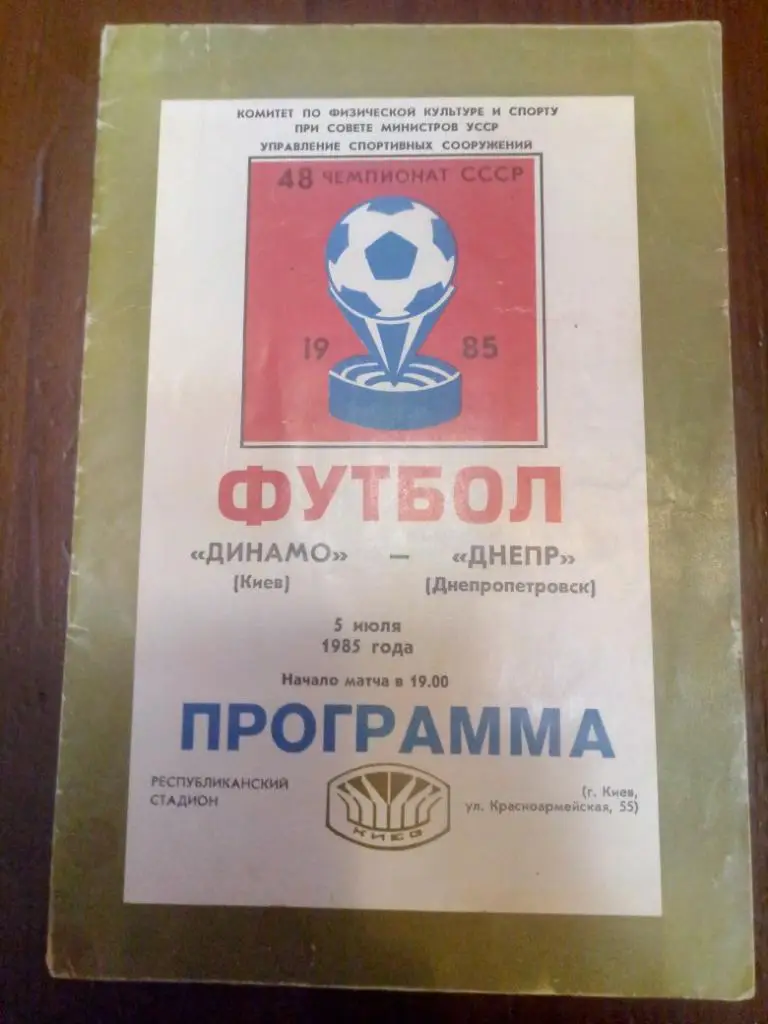 КОМИТЕТ ПО ФИЗИЧЕСКОЙ КУЛЬТУРЕ И СПОРТУ
ПРИ СОВЕТЕ МИНИСТРОВ УССР
УПРАВЛЕНИЕ СПОРТИВНЫХ СООРУЖЕНИЙ
48 ЧЕМПИОНАТ СССР
19 85
ФУТБОЛ
«ДИНАМО» — «ДНЕПР»
(Киев) (Днепропетровск)
5 июля
1985 года
Начало матча в 19.00
ПРОГРАММА
РЕСПУБЛИКАНСКИЙ
СТАДИОН
(г. Киев,
ул. Красноармейская, 55)
КИЕВ